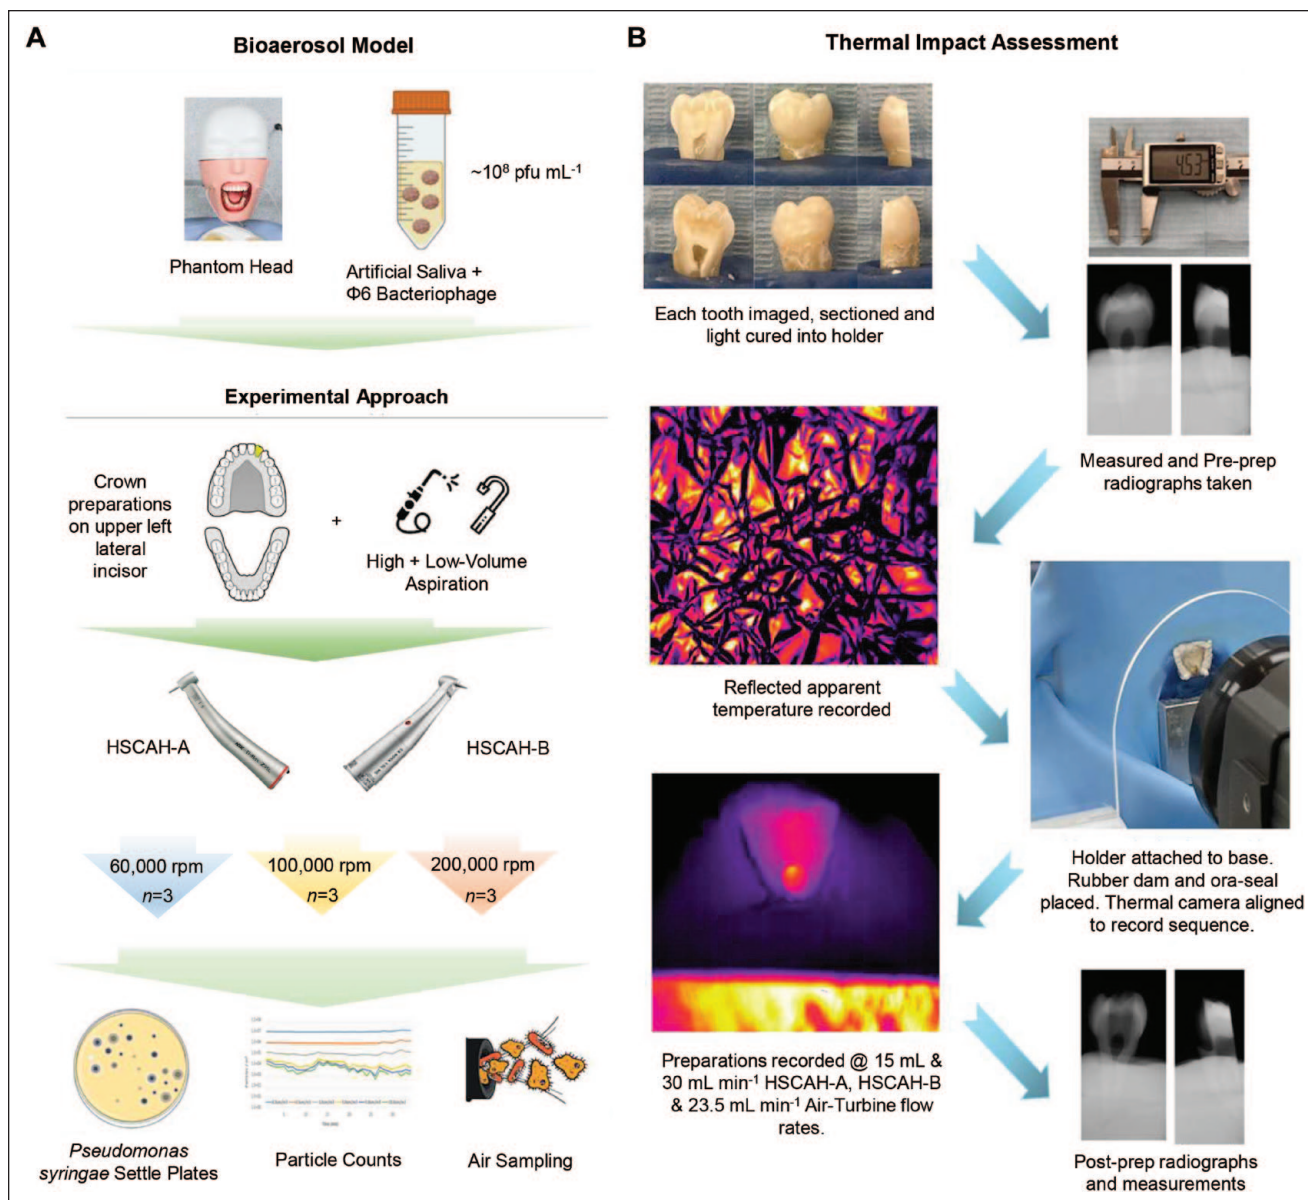 A
Bioaerosol Model
Phantom Head
~10⁸ pfu mL⁻¹
Artificial Saliva +
Φ6 Bacteriophage
Experimental Approach
Crown
preparations
on upper left
lateral
incisor
+
High + Low-Volume
Aspiration
HSCAH-A
HSCAH-B
60,000 rpm
n=3
100,000 rpm
n=3
200,000 rpm
n=3
Pseudomonas
syringae Settle Plates
Particle Counts
Air Sampling
B
Thermal Impact Assessment
Each tooth imaged, sectioned and
light cured into holder
4.53
Measured and Pre-prep
radiographs taken
Reflected apparent
temperature recorded
Holder attached to base.
Rubber dam and ora-seal
placed. Thermal camera aligned
to record sequence.
Preparations recorded @ 15 mL &
30 mL min⁻¹ HSCAH-A, HSCAH-B
& 23.5 mL min⁻¹ Air-Turbine flow
rates.
Post-prep radiographs
and measurements